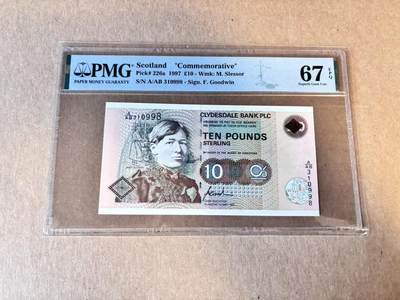 PMG
PAPER MONEY GUARANTY
Scotland "Commemorative"
Pick# 226a 1997 £10 - Wmk: M. Slessor
S/N A/AB 310998 - Sign. F. Goodwin
67 EPQ
Superb Gem Unc
A/AB 310998
CLYDESDALE BANK PLC
TEN POUNDS
STERLING
10
A/AB 310998